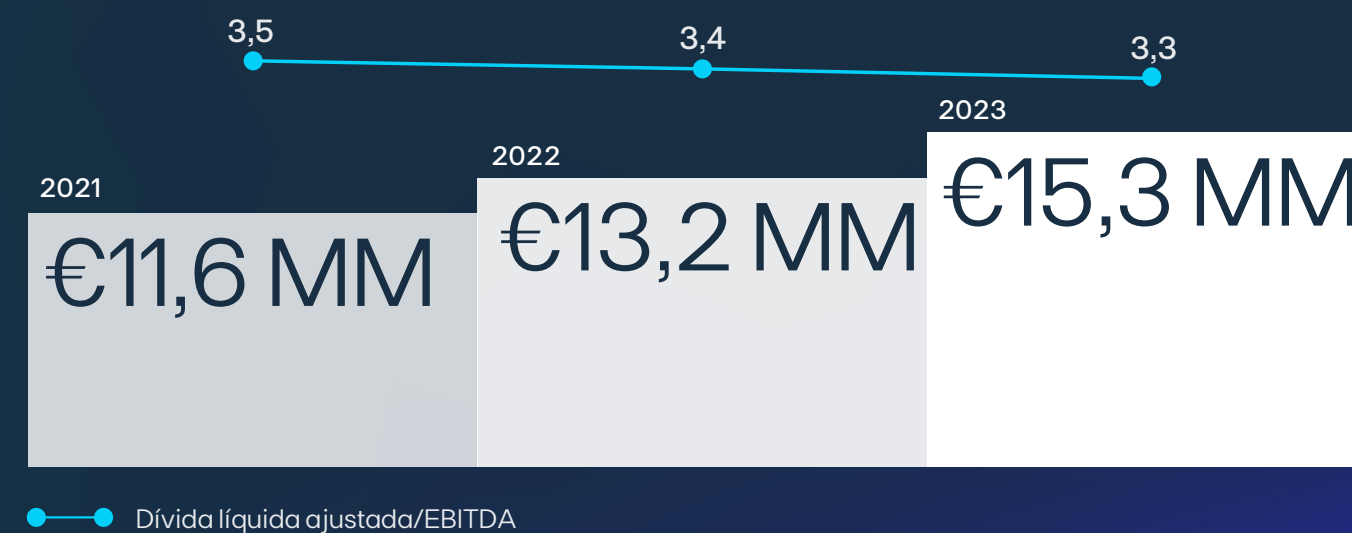 3,5
3,4
3,3
2021
2022
2023
€11,6 MM
€13,2 MM
€15,3 MM
Dívida líquida ajustada/EBITDA